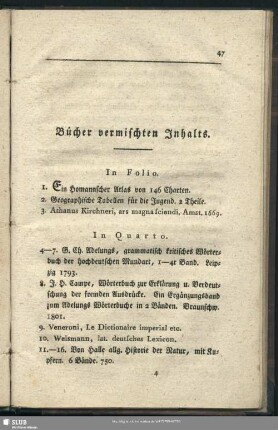 47
Bücher vermischten Inhalts.
In Folio.
1. Ein Homannscher Atlas von 146 Charten.
2. Geographische Tabellen für die Jugend. 2 Theile.
3. Athanus Kirchneri, ars magna sciendi. Amst. 1669.
In Quarto.
4—7. G. Ch. Adelungs, grammatisch kritisches Wörter-
buch der hochdeutschen Mundart, 1—4t Band. Leip-
zig 1793.
8. J. H. Campe, Wörterbuch zur Erklärung u. Verdeut-
schung der fremden Ausdrücke. Ein Ergänzungsband
zum Adelungs Wörterbuche in 2 Bänden. Braunschw.
1801.
9. Veneroni, Le Dictionaire imperial etc.
10. Weismann, lat. deutsches Lexicon.
11.—16. Von Halle allg. Historie der Natur, mit Ku-
pfern. 6 Bände. 750.
4
SLUB